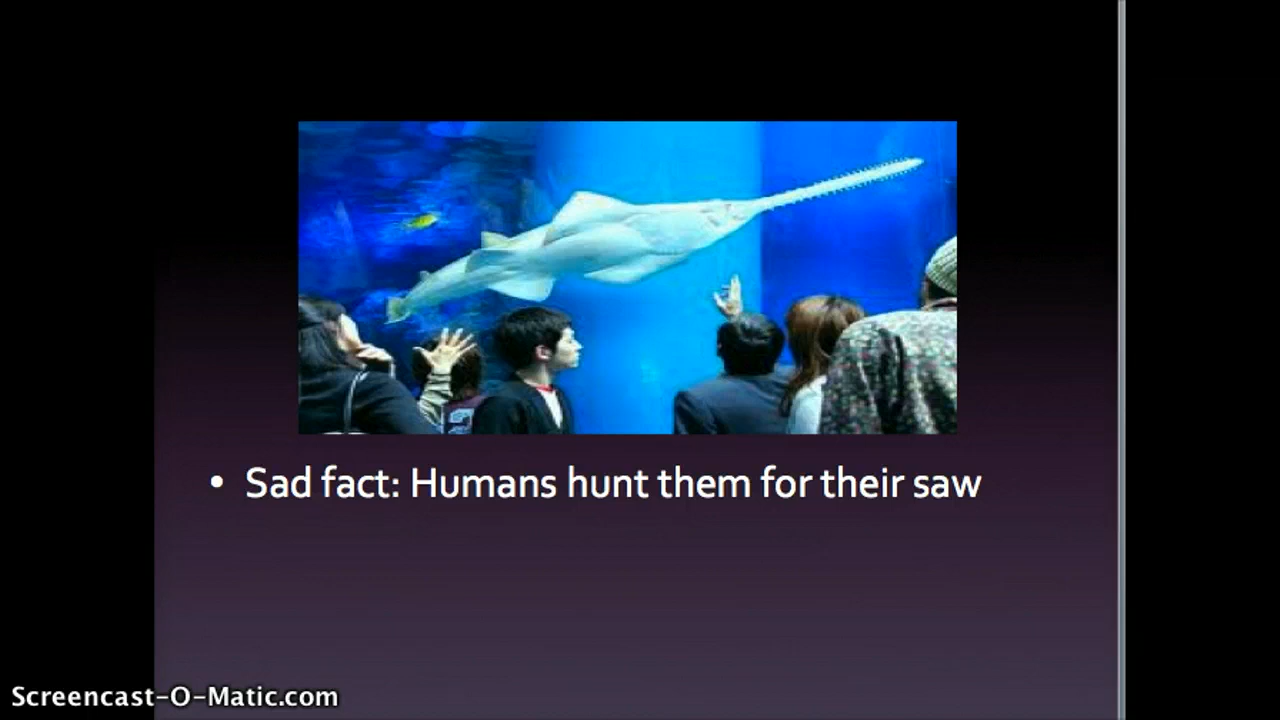 • Sad fact: Humans hunt them for their saw
Screencast-O-Matic.com